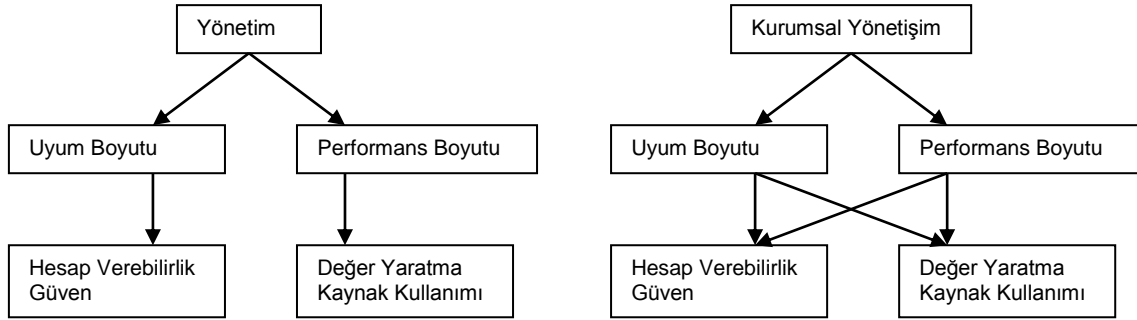 Yönetim
Uyum Boyutu
Performans Boyutu
Hesap Verebilirlik
Güven
Değer Yaratma
Kaynak Kullanımı
Kurumsal Yönetişim
Uyum Boyutu
Performans Boyutu
Hesap Verebilirlik
Güven
Değer Yaratma
Kaynak Kullanımı